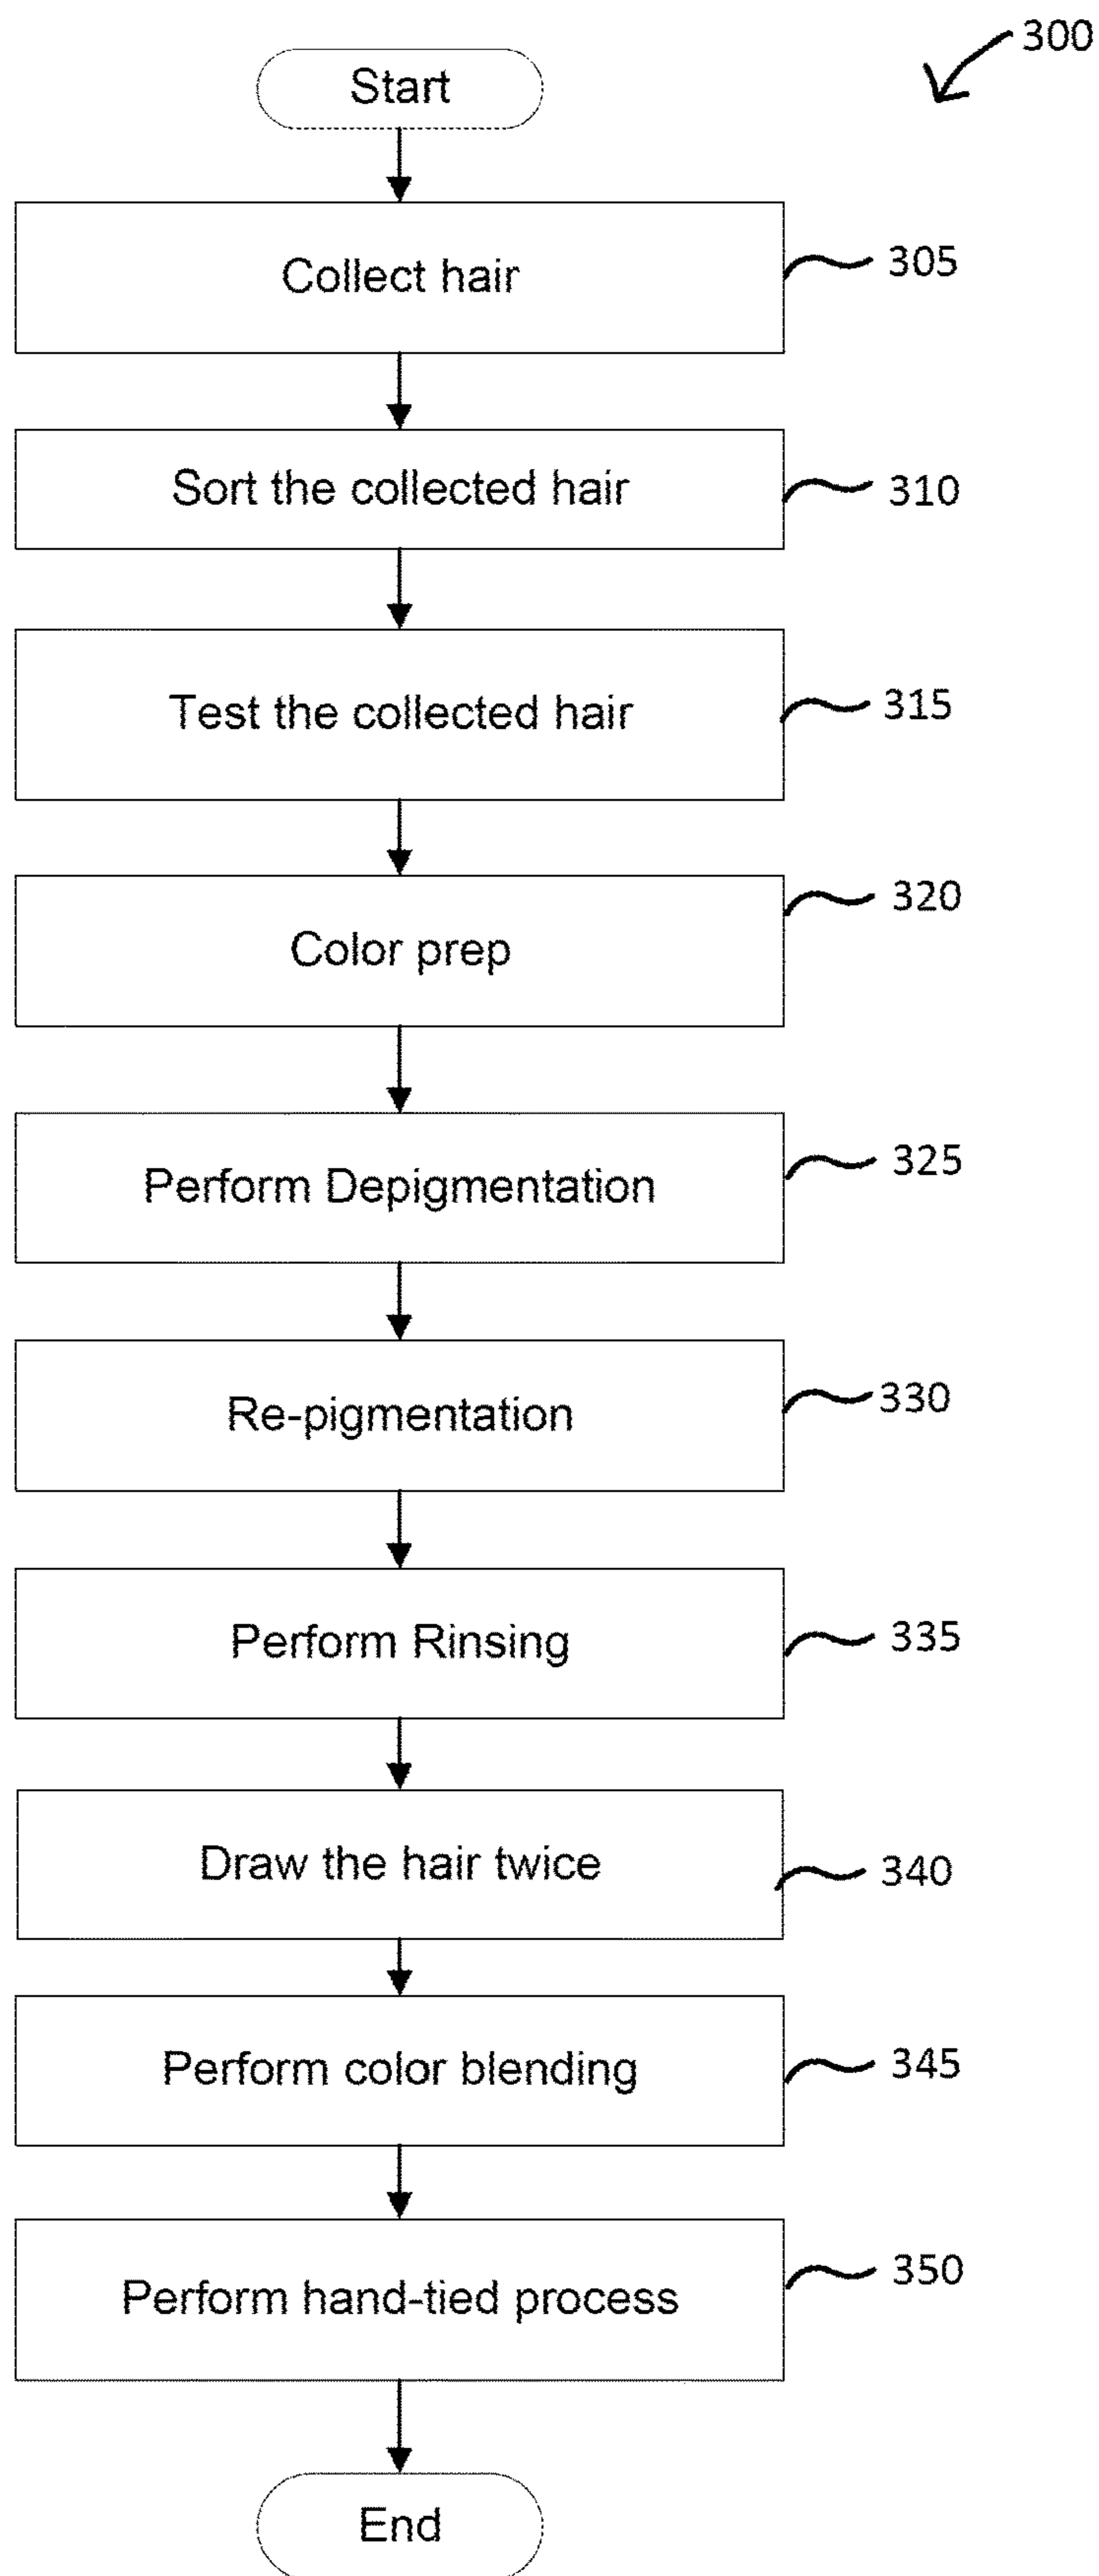 300
Start
Collect hair
305
Sort the collected hair
310
Test the collected hair
315
Color prep
320
Perform Depigmentation
325
Re-pigmentation
330
Perform Rinsing
335
Draw the hair twice
340
Perform color blending
345
Perform hand-tied process
350
End